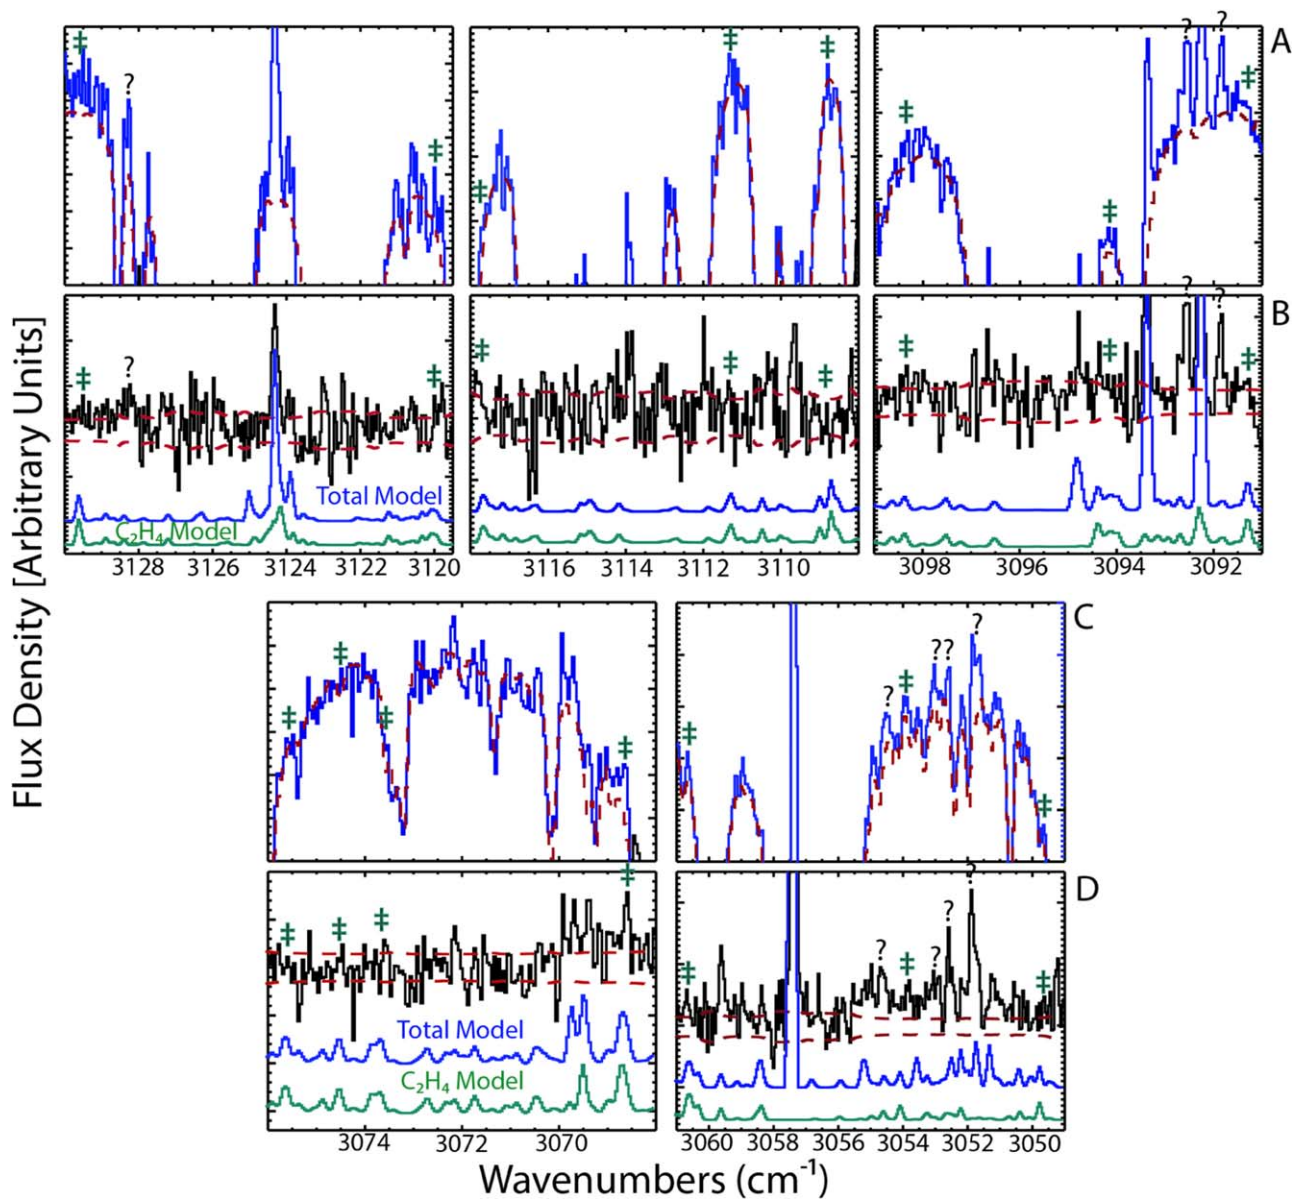 ‡ ? ‡ ‡ ‡ ‡ ‡ ‡ ? ? ‡ A
‡ ? ‡ ‡ ‡ ‡ ‡ ‡ ? ? ‡ B
Total Model
C₂H₄ Model
3128 3126 3124 3122 3120 3116 3114 3112 3110 3098 3096 3094 3092
‡ ‡ ‡ ‡ ‡ ? ‡ ?? ? ‡ C
‡ ‡ ‡ ‡ ‡ ? ‡ ? ? ? ‡ D
Total Model
C₂H₄ Model
3074 3072 3070 3060 3058 3056 3054 3052 3050
Flux Density [Arbitrary Units]
Wavenumbers (cm⁻¹)